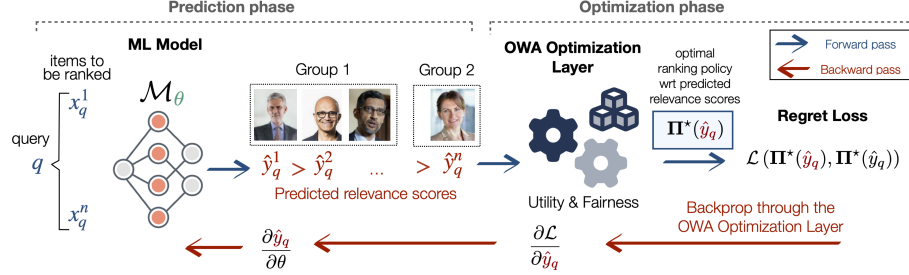 Prediction phase
Optimization phase
items to
be ranked
ML Model
Group 1
Group 2
OWA Optimization
Layer
optimal
ranking policy
wrt predicted
relevance scores
Forward pass
Backward pass
x_q^1
query
q
x_q^n
M_θ
ŷ_q^1 > ŷ_q^2 ... > ŷ_q^n
Predicted relevance scores
Utility & Fairness
Π*(ŷ_q)
Regret Loss
L (Π*(ŷ_q), Π*(ŷ_q))
Backprop through the
OWA Optimization Layer
∂ŷ_q
∂θ
∂L
∂ŷ_q